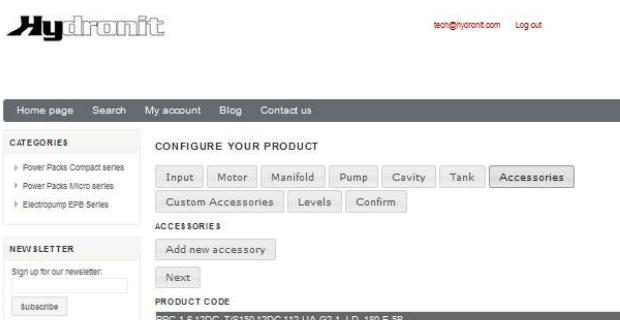 Hydronit
tech@hydronit.com Log out
Home page Search My account Blog Contact us
CATEGORIES
Power Packs Compact series
Power Packs Micro series
Electropump EPB Series
NEWSLETTER
Sign up for our newsletter:
Subscribe
CONFIGURE YOUR PRODUCT
Input Motor Manifold Pump Cavity Tank Accessories
Custom Accessories Levels Confirm
ACCESSORIES
Add new accessory
Next
PRODUCT CODE